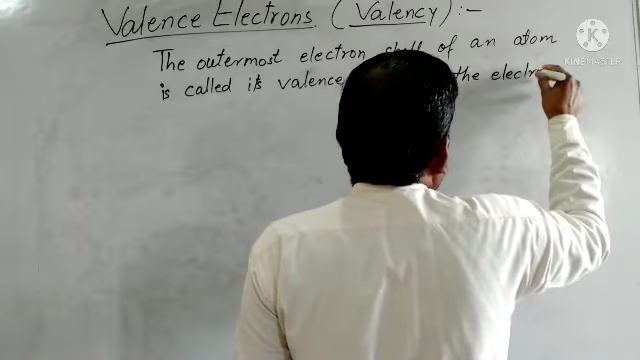 Valence Electrons (Valency) :-
The outermost electron shell of an atom
is called its valence the electr
KINEMASTER